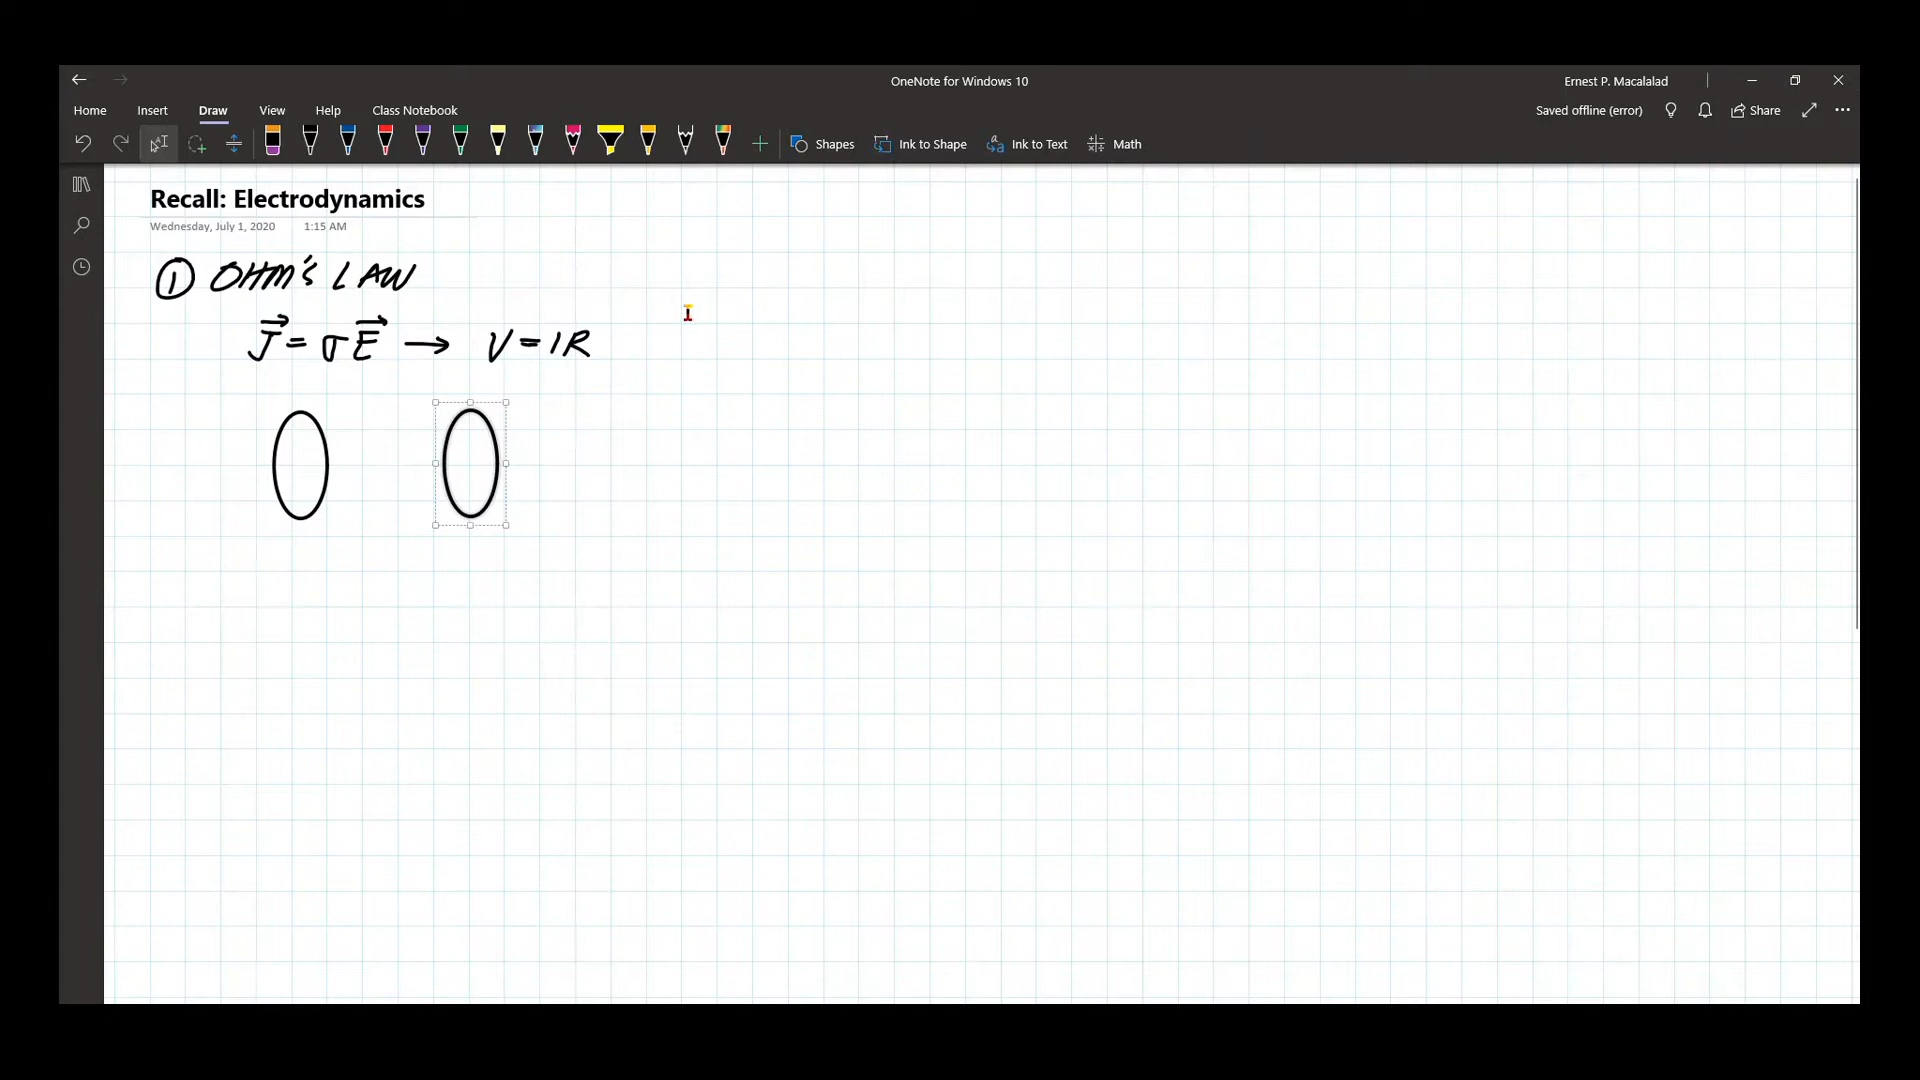 OneNote for Windows 10
Ernest P. Macalalad
Home Insert Draw View Help Class Notebook
Saved offline (error) Share
Shapes Ink to Shape Ink to Text Math
Recall: Electrodynamics
Wednesday, July 1, 2020 1:15 AM
① OHM'S LAW
J⃗ = σE⃗ → V = IR